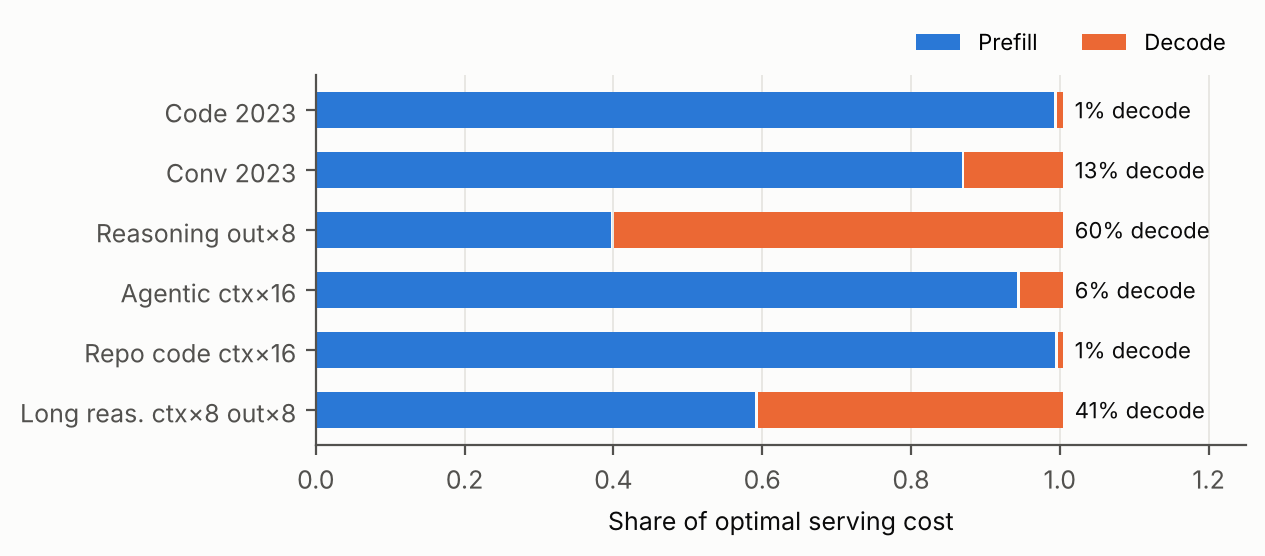 Prefill Decode
Code 2023 1% decode
Conv 2023 13% decode
Reasoning out×8 60% decode
Agentic ctx×16 6% decode
Repo code ctx×16 1% decode
Long reas. ctx×8 out×8 41% decode
0.0 0.2 0.4 0.6 0.8 1.0 1.2
Share of optimal serving cost